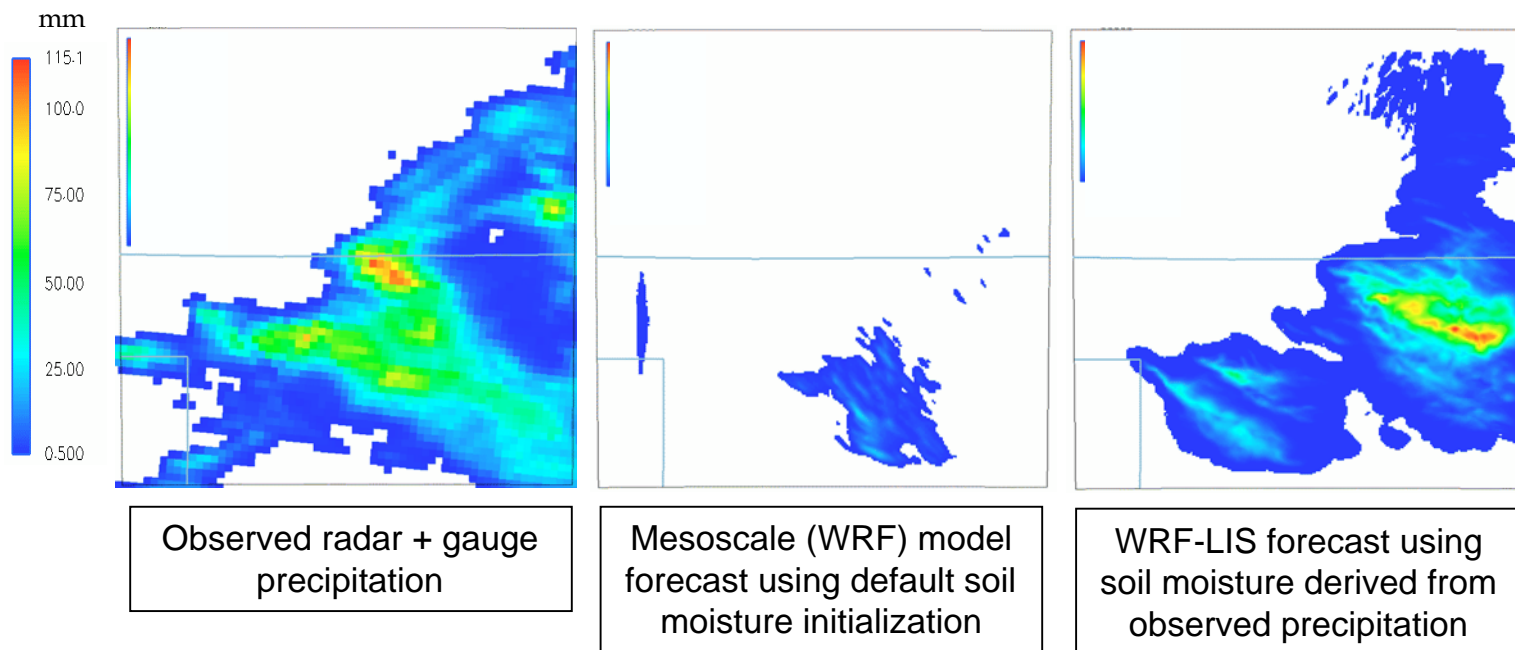 mm
115.1
100.0
75.00
50.00
25.00
0.500
Observed radar + gauge
precipitation
Mesoscale (WRF) model
forecast using default soil
moisture initialization
WRF-LIS forecast using
soil moisture derived from
observed precipitation